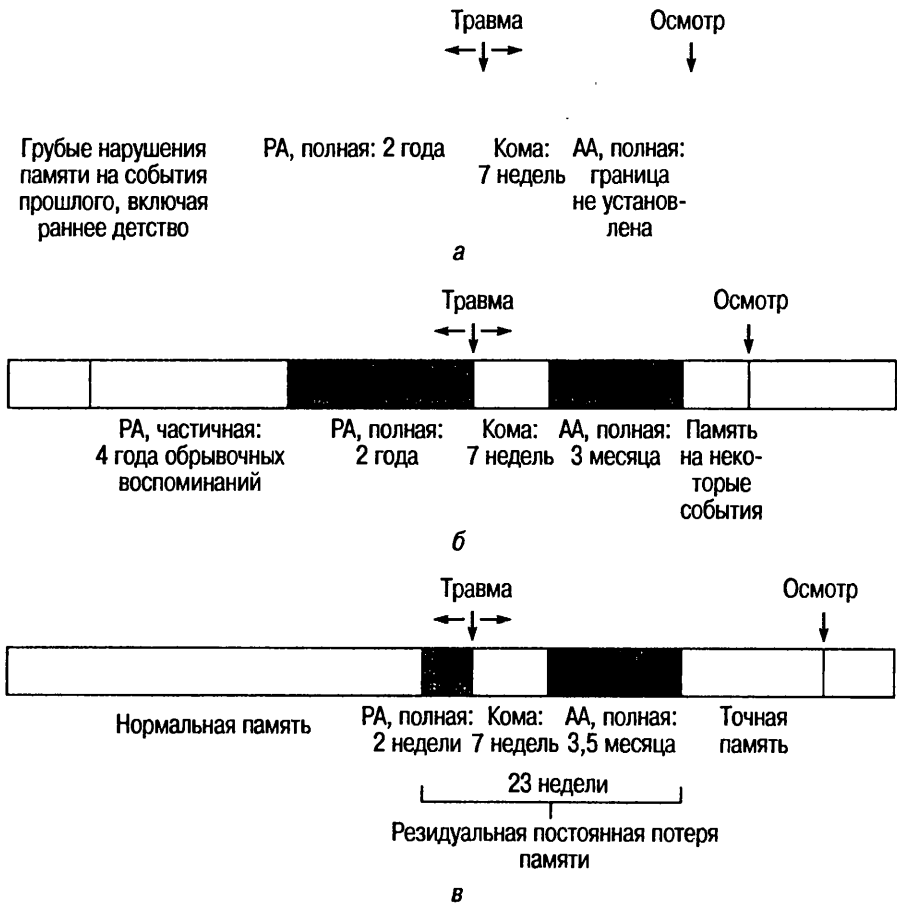 Травма
Осмотр
Грубые нарушения
памяти на события
прошлого, включая
раннее детство
РА, полная: 2 года
Кома:
7 недель
АА, полная:
граница
не установ-
лена
а
Травма
Осмотр
РА, частичная:
4 года обрывочных
воспоминаний
РА, полная:
2 года
Кома:
7 недель
АА, полная:
3 месяца
Память
на неко-
торые
события
б
Травма
Осмотр
Нормальная память
РА, полная:
2 недели
Кома:
7 недель
АА, полная:
3,5 месяца
Точная
память
23 недели
Резидуальная постоянная потеря
памяти
в